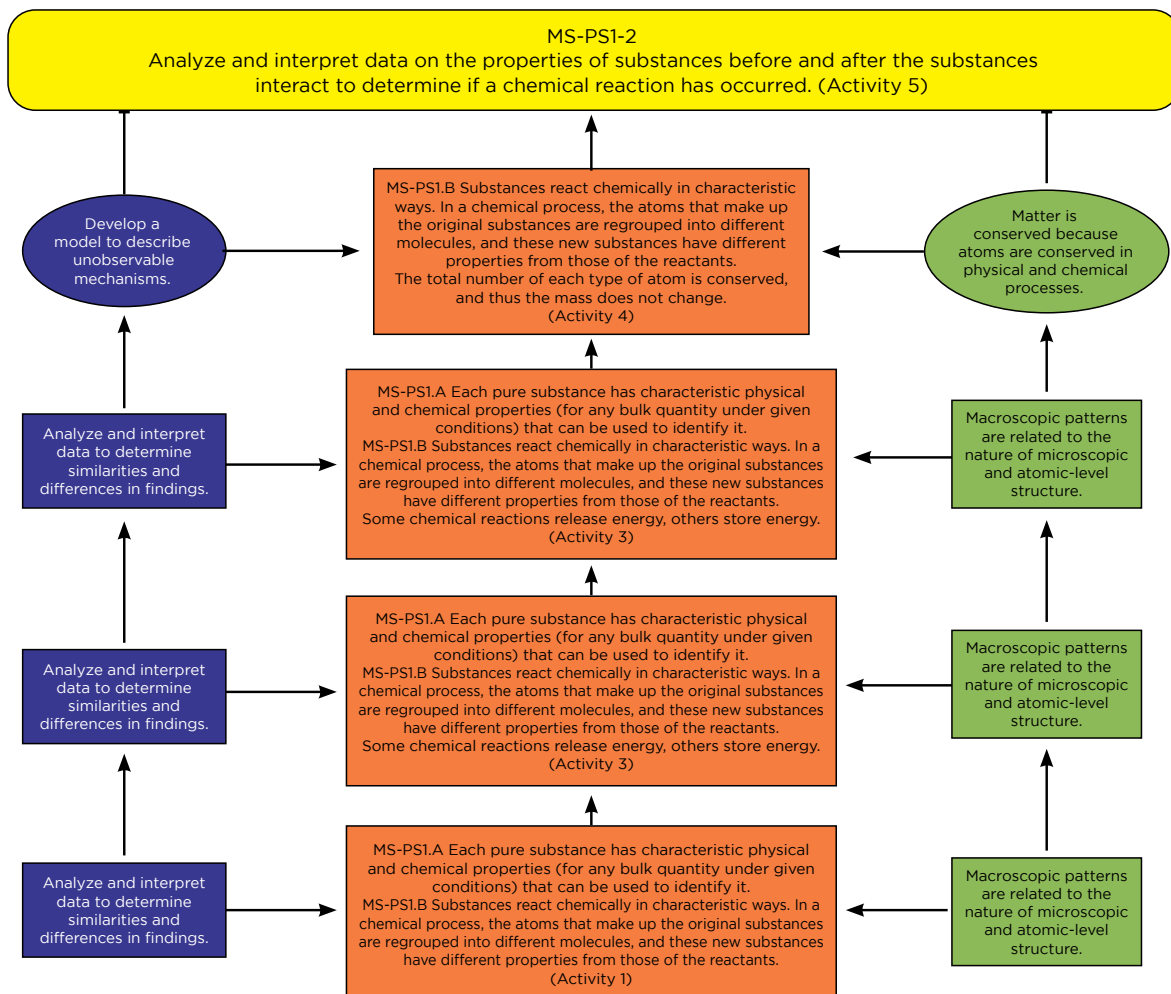 MS-PS1-2
Analyze and interpret data on the properties of substances before and after the substances
interact to determine if a chemical reaction has occurred. (Activity 5)
Develop a
model to describe
unobservable
mechanisms.
MS-PS1.B Substances react chemically in characteristic
ways. In a chemical process, the atoms that make up
the original substances are regrouped into different
molecules, and these new substances have different
properties from those of the reactants.
The total number of each type of atom is conserved,
and thus the mass does not change.
(Activity 4)
Matter is
conserved because
atoms are conserved in
physical and chemical
processes.
Analyze and interpret
data to determine
similarities and
differences in findings.
MS-PS1.A Each pure substance has characteristic physical
and chemical properties (for any bulk quantity under given
conditions) that can be used to identify it.
MS-PS1.B Substances react chemically in characteristic ways. In a
chemical process, the atoms that make up the original substances
are regrouped into different molecules, and these new substances
have different properties from those of the reactants.
Some chemical reactions release energy, others store energy.
(Activity 3)
Macroscopic patterns
are related to the
nature of microscopic
and atomic-level
structure.
Analyze and interpret
data to determine
similarities and
differences in findings.
MS-PS1.A Each pure substance has characteristic physical
and chemical properties (for any bulk quantity under given
conditions) that can be used to identify it.
MS-PS1.B Substances react chemically in characteristic ways. In a
chemical process, the atoms that make up the original substances
are regrouped into different molecules, and these new substances
have different properties from those of the reactants.
Some chemical reactions release energy, others store energy.
(Activity 3)
Macroscopic patterns
are related to the
nature of microscopic
and atomic-level
structure.
Analyze and interpret
data to determine
similarities and
differences in findings.
MS-PS1.A Each pure substance has characteristic physical
and chemical properties (for any bulk quantity under given
conditions) that can be used to identify it.
MS-PS1.B Substances react chemically in characteristic ways. In a
chemical process, the atoms that make up the original substances
are regrouped into different molecules, and these new substances
have different properties from those of the reactants.
(Activity 1)
Macroscopic patterns
are related to the
nature of microscopic
and atomic-level
structure.